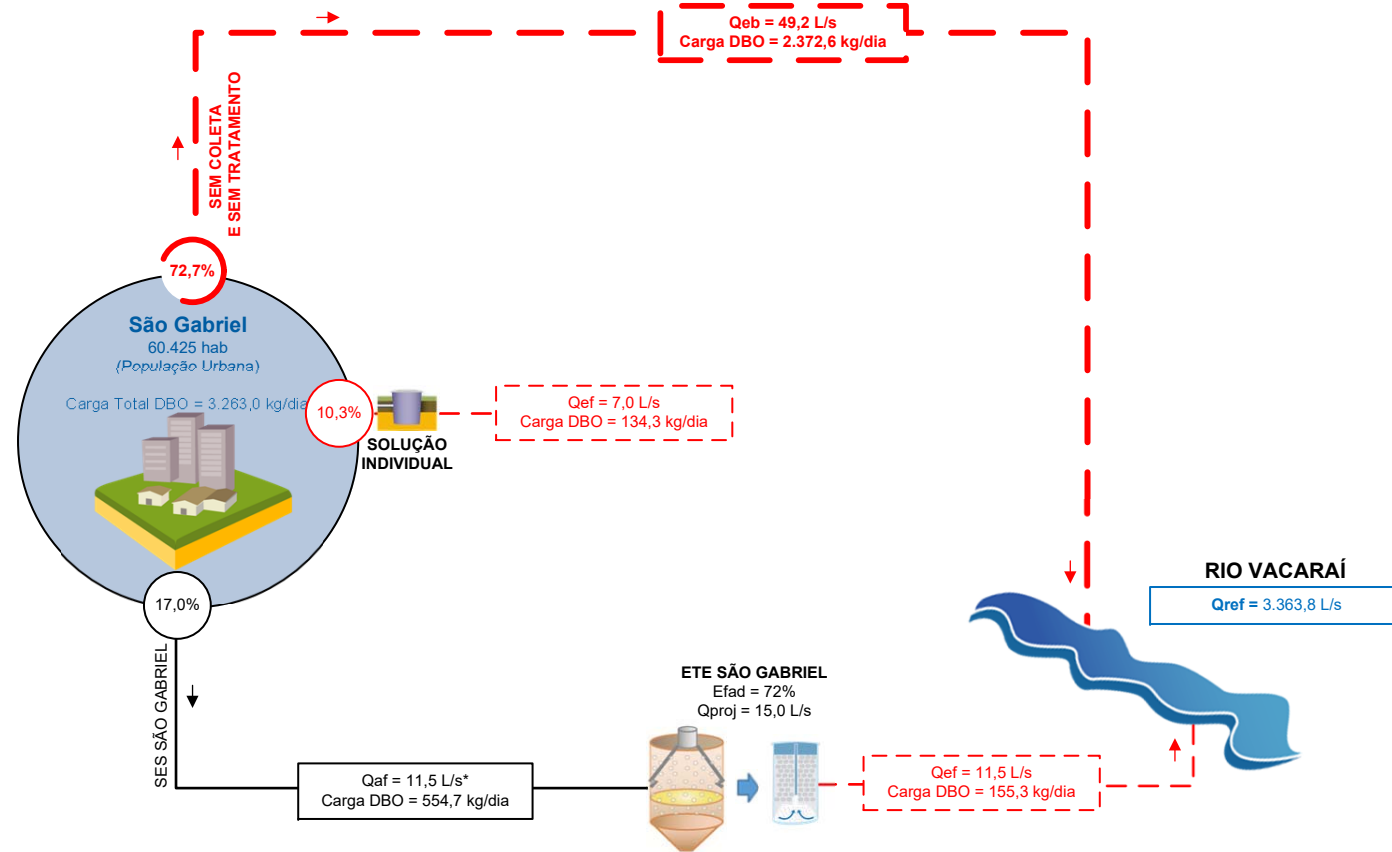 Qeb = 49,2 L/s
Carga DBO = 2.372,6 kg/dia
SEM COLETA
E SEM TRATAMENTO
72,7%
São Gabriel
60.425 hab
(População Urbana)
Carga Total DBO = 3.263,0 kg/dia
10,3%
SOLUÇÃO
INDIVIDUAL
Qef = 7,0 L/s
Carga DBO = 134,3 kg/dia
17,0%
SES SÃO GABRIEL
Qaf = 11,5 L/s*
Carga DBO = 554,7 kg/dia
ETE SÃO GABRIEL
Efad = 72%
Qproj = 15,0 L/s
Qef = 11,5 L/s
Carga DBO = 155,3 kg/dia
RIO VACARAÍ
Qref = 3.363,8 L/s